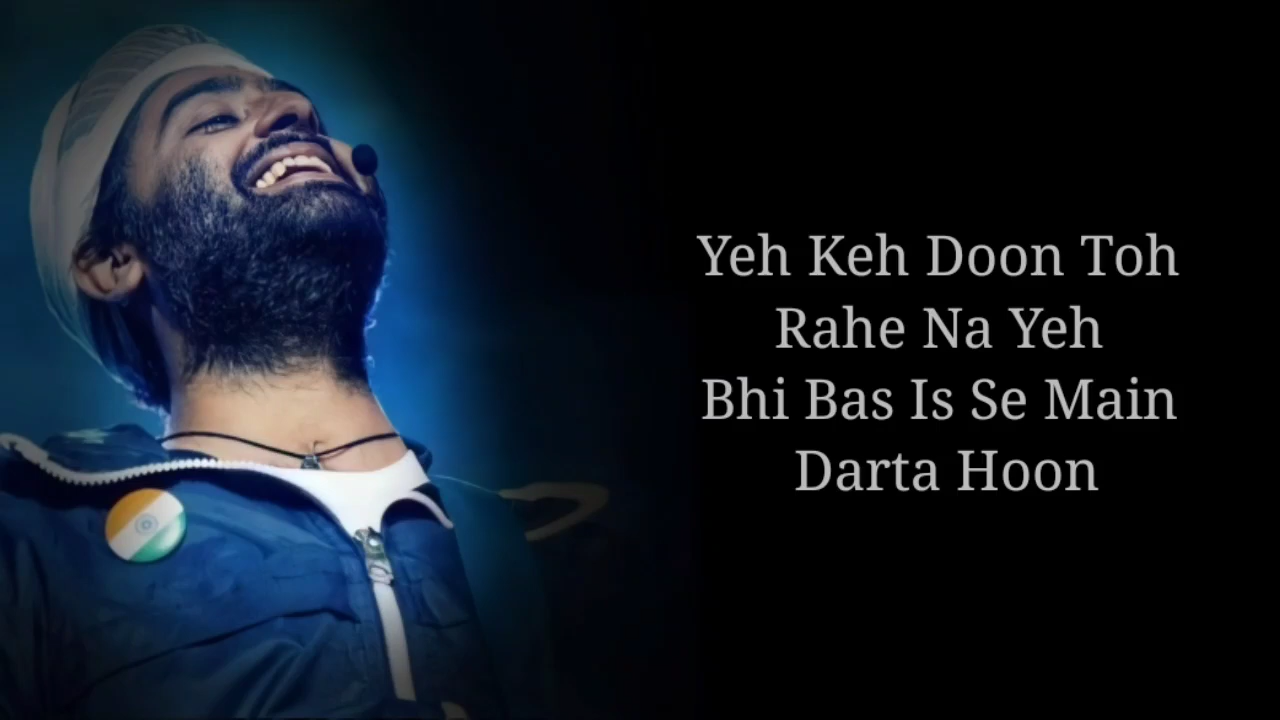 Yeh Keh Doon Toh
Rahe Na Yeh
Bhi Bas Is Se Main
Darta Hoon